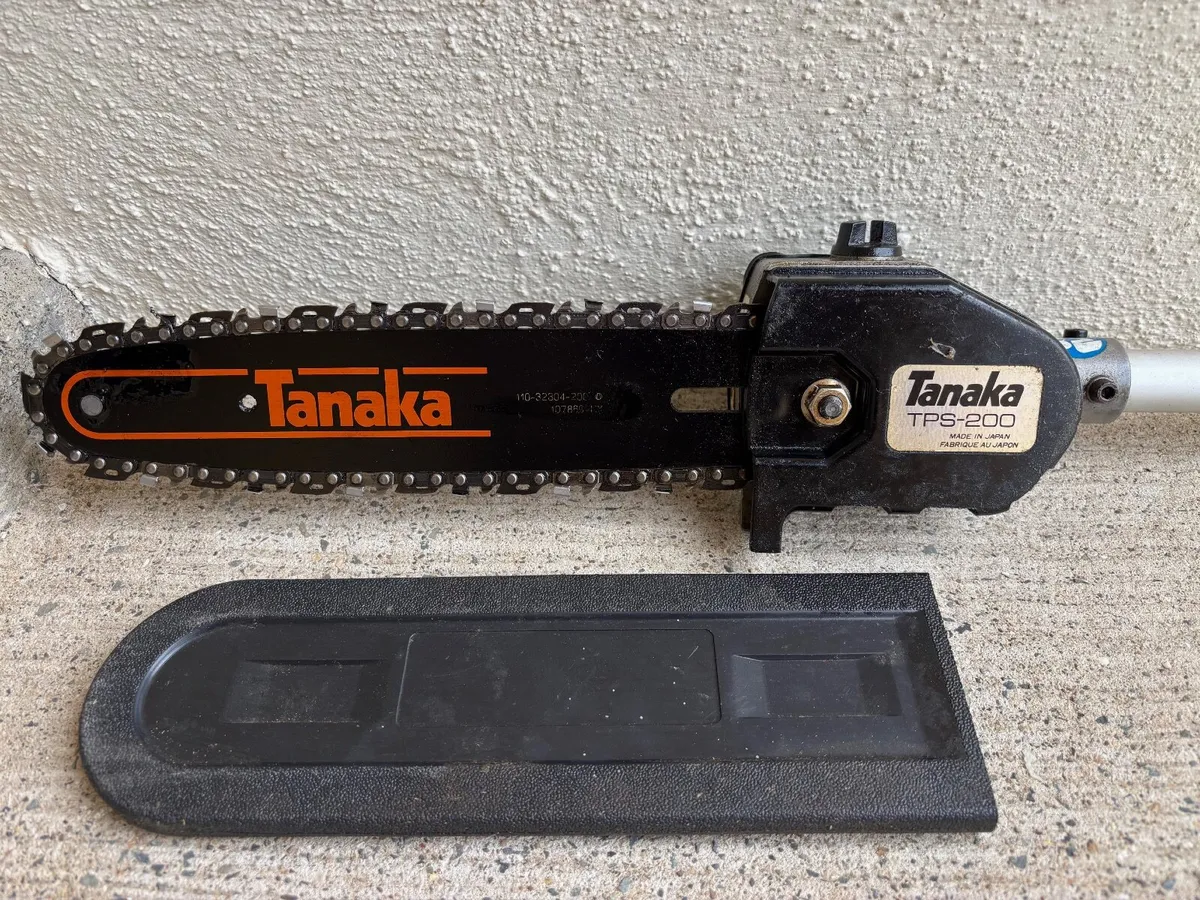 Tanaka
Tanaka
TPS-200
MADE IN JAPAN
FABRIQUE AU JAPON